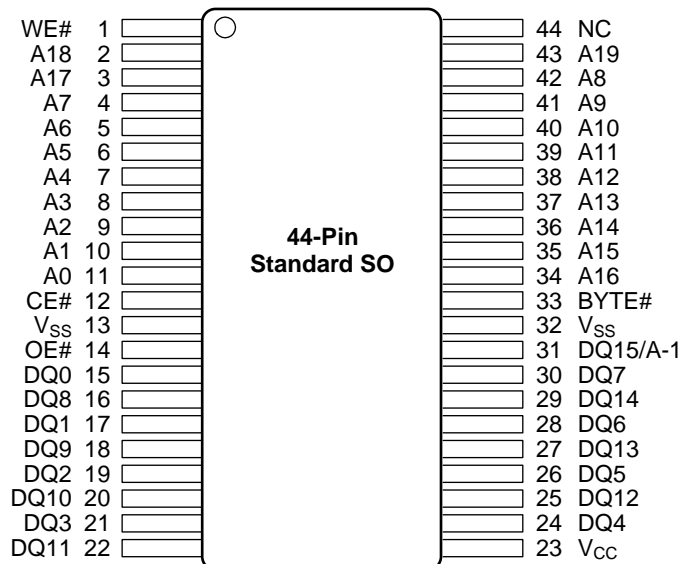 WE# 1 44 NC
A18 2 43 A19
A17 3 42 A8
A7 4 41 A9
A6 5 40 A10
A5 6 39 A11
A4 7 38 A12
A3 8 37 A13
A2 9 36 A14
A1 10 35 A15
A0 11 34 A16
CE# 12 33 BYTE#
VSS 13 32 VSS
OE# 14 31 DQ15/A-1
DQ0 15 30 DQ7
DQ8 16 29 DQ14
DQ1 17 28 DQ6
DQ9 18 27 DQ13
DQ2 19 26 DQ5
DQ10 20 25 DQ12
DQ3 21 24 DQ4
DQ11 22 23 VCC
44-Pin
Standard SO